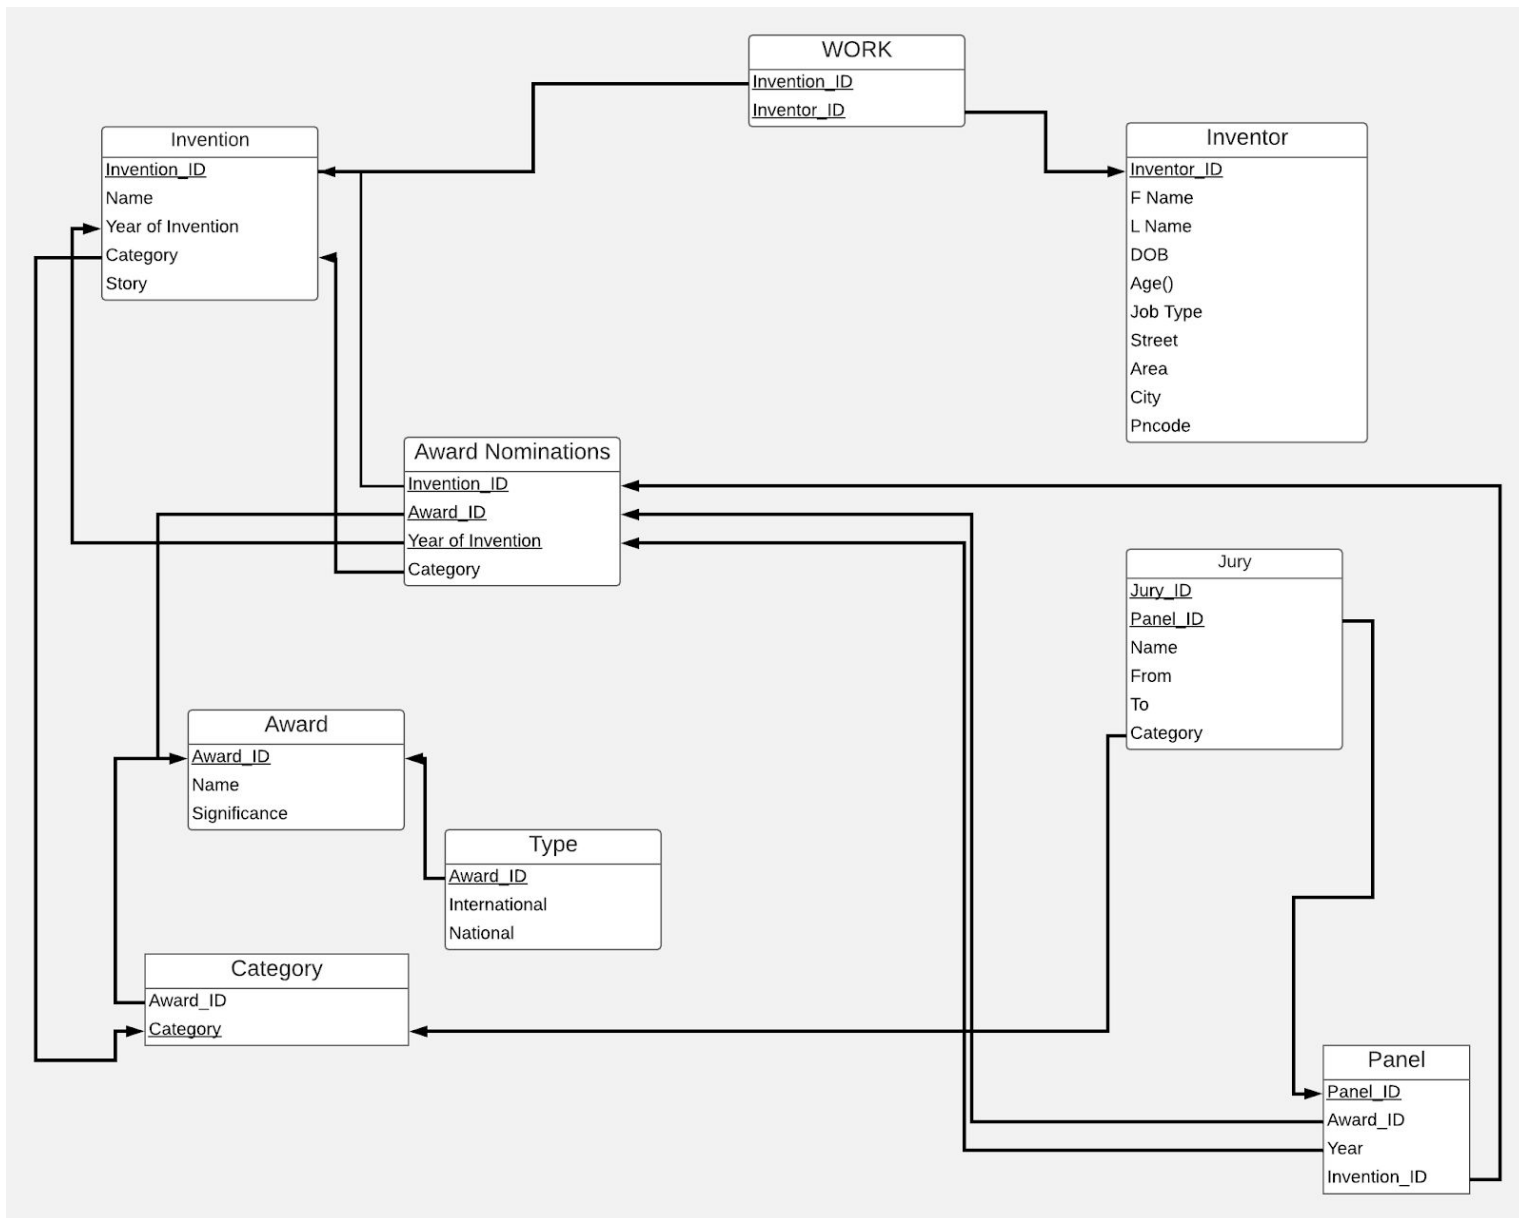 WORK
Invention_ID
Inventor_ID
Invention
Invention_ID
Name
Year of Invention
Category
Story
Inventor
Inventor_ID
F Name
L Name
DOB
Age()
Job Type
Street
Area
City
Pncode
Award Nominations
Invention_ID
Award_ID
Year of Invention
Category
Jury
Jury_ID
Panel_ID
Name
From
To
Category
Award
Award_ID
Name
Significance
Type
Award_ID
International
National
Category
Award_ID
Category
Panel
Panel_ID
Award_ID
Year
Invention_ID